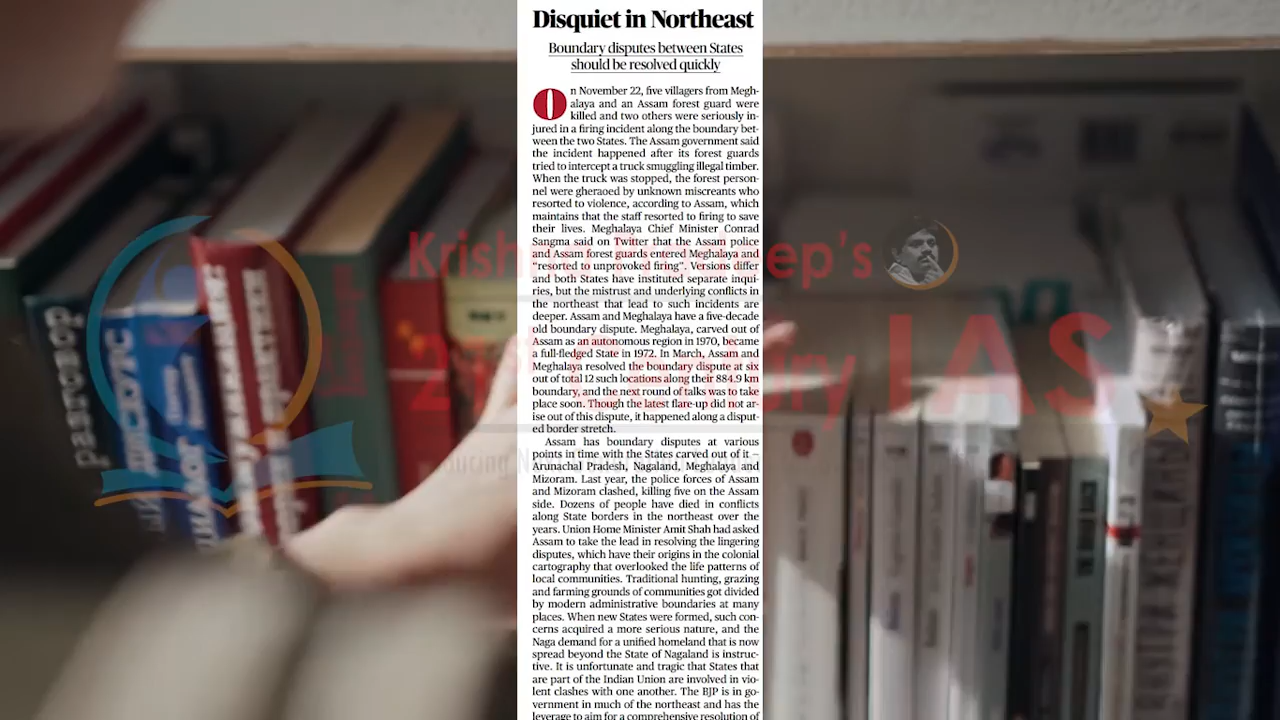 Disquiet in Northeast
Boundary disputes between States
should be resolved quickly
On November 22, five villagers from Megh-
alaya and an Assam forest guard were
killed and two others were seriously in-
jured in a firing incident along the boundary bet-
ween the two States. The Assam government said
the incident happened after its forest guards
tried to intercept a truck smuggling illegal timber.
When the truck was stopped, the forest person-
nel were gheraoed by unknown miscreants who
resorted to violence, according to Assam, which
maintains that the staff resorted to firing to save
their lives. Meghalaya Chief Minister Conrad
Sangma said on Twitter that the Assam police
and Assam forest guards entered Meghalaya and
“resorted to unprovoked firing”. Versions differ
and both States have instituted separate inqui-
ries, but the mistrust and underlying conflicts in
the northeast that lead to such incidents are
deeper. Assam and Meghalaya have a five-decade
old boundary dispute. Meghalaya, carved out of
Assam as an autonomous region in 1970, became
a full-fledged State in 1972. In March, Assam and
Meghalaya resolved the boundary dispute at six
out of total 12 such locations along their 884.9 km
boundary, and the next round of talks was to take
place soon. Though the latest flare-up did not ar-
ise out of this dispute, it happened along a disput-
ed border stretch.
Assam has boundary disputes at various
points in time with the States carved out of it –
Arunachal Pradesh, Nagaland, Meghalaya and
Mizoram. Last year, the police forces of Assam
and Mizoram clashed, killing five on the Assam
side. Dozens of people have died in conflicts
along State borders in the northeast over the
years. Union Home Minister Amit Shah had asked
Assam to take the lead in resolving the lingering
disputes, which have their origins in the colonial
cartography that overlooked the life patterns of
local communities. Traditional hunting, grazing
and farming grounds of communities got divided
by modern administrative boundaries at many
places. When new States were formed, such con-
cerns acquired a more serious nature, and the
Naga demand for a unified homeland that is now
spread beyond the State of Nagaland is instruc-
tive. It is unfortunate and tragic that States that
are part of the Indian Union are involved in vio-
lent clashes with one another. The BJP is in go-
vernment in much of the northeast and has the
leverage to aim for a comprehensive resolution of
IAS